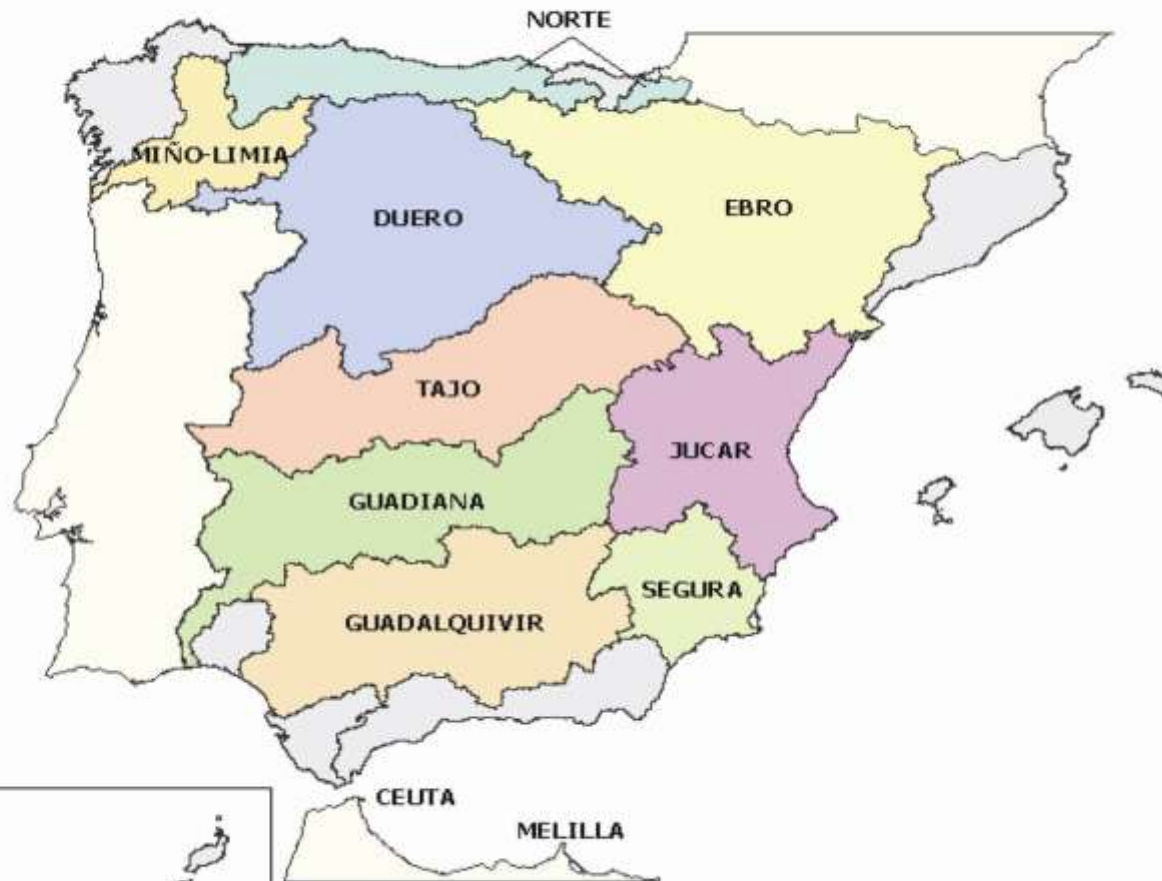 NORTE
MIÑO-LIMIA
DUERO
EBRO
TAJO
JUCAR
GUADIANA
SEGURA
GUADALQUIVIR
CEUTA
MELILLA